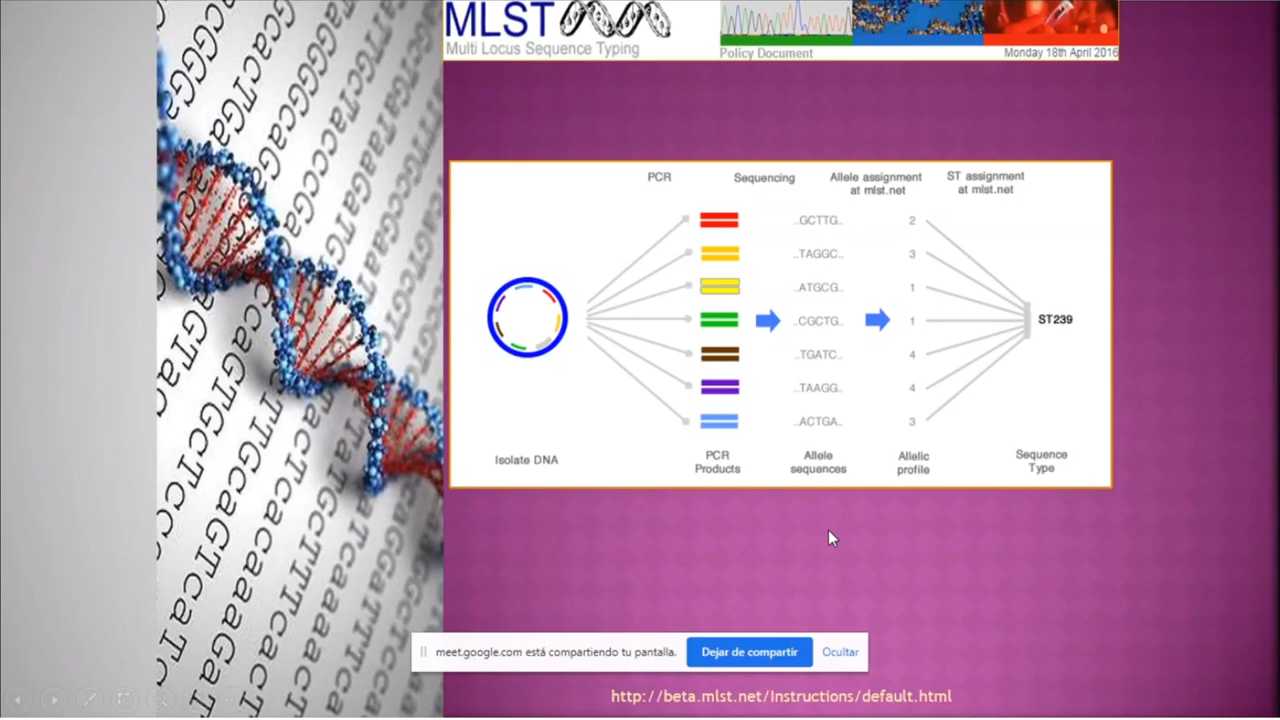 MLST
Multi Locus Sequence Typing
Policy Document
Monday 18th April 2016
PCR
Sequencing
Allele assignment
at mlst.net
ST assignment
at mlst.net
..GCTTG..
2
..TAGGC..
3
..ATGCG..
1
..CGCTG..
1
ST239
..TGATC..
4
..TAAGG..
4
..ACTGA..
3
Isolate DNA
PCR
Products
Allele
sequences
Allelic
profile
Sequence
Type
meet.google.com está compartiendo tu pantalla.
Dejar de compartir
Ocultar
http://beta.mlst.net/Instructions/default.html